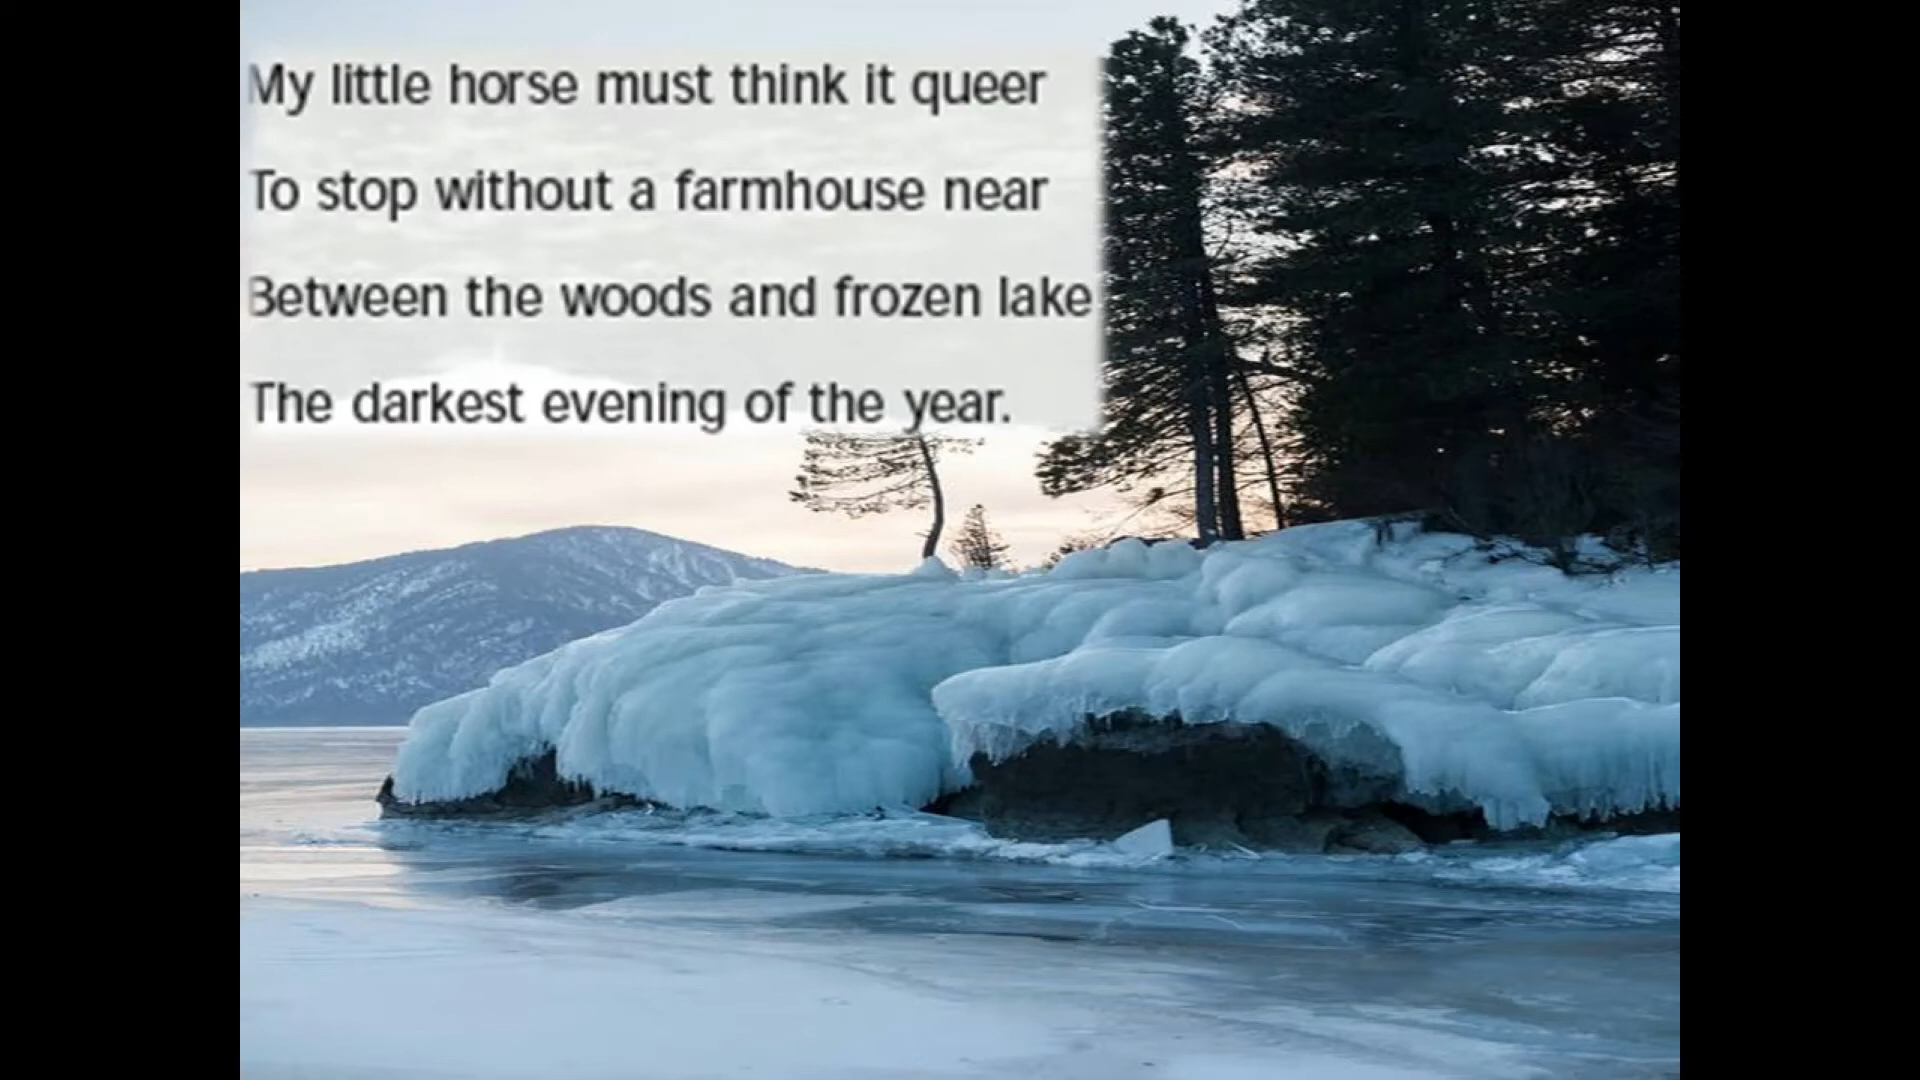 My little horse must think it queer
To stop without a farmhouse near
Between the woods and frozen lake
The darkest evening of the year.